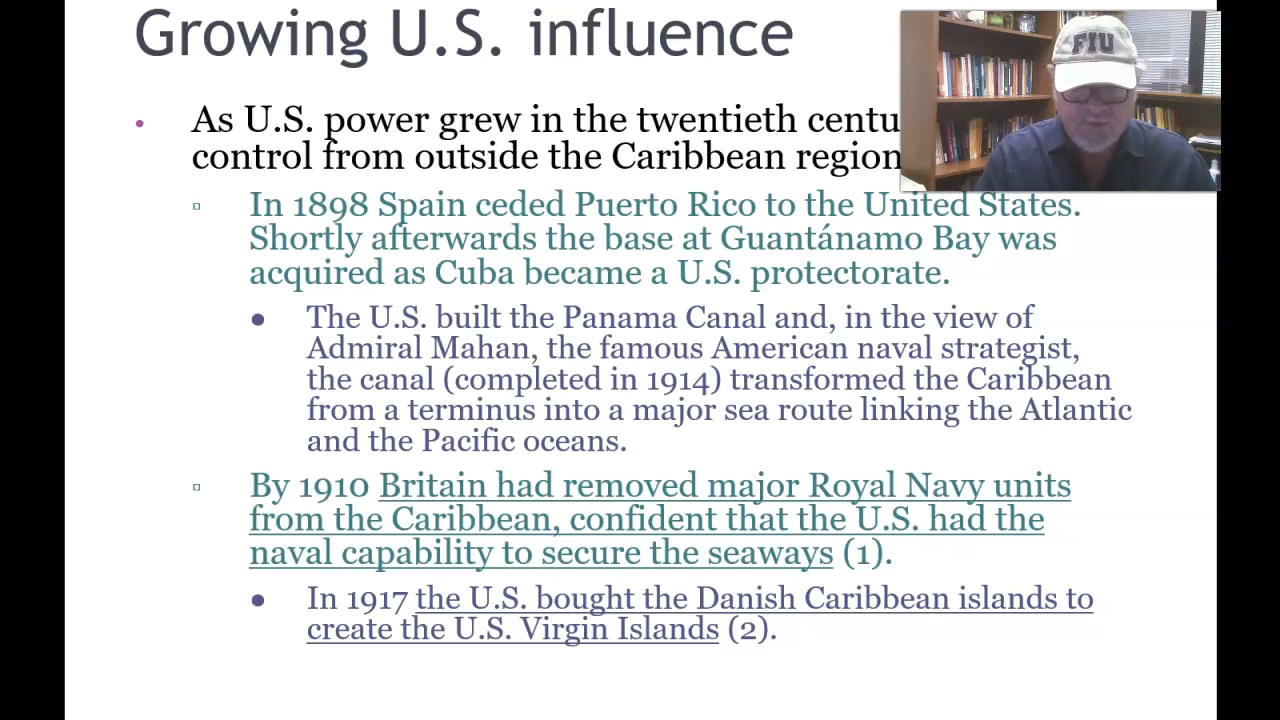 Growing U.S. influence
FIU
• As U.S. power grew in the twentieth
control from outside the Caribbean region
▫ In 1898 Spain ceded Puerto Rico to the United States.
Shortly afterwards the base at Guantánamo Bay was
acquired as Cuba became a U.S. protectorate.
• The U.S. built the Panama Canal and, in the view of
Admiral Mahan, the famous American naval strategist,
the canal (completed in 1914) transformed the Caribbean
from a terminus into a major sea route linking the Atlantic
and the Pacific oceans.
▫ By 1910 Britain had removed major Royal Navy units
from the Caribbean, confident that the U.S. had the
naval capability to secure the seaways (1).
• In 1917 the U.S. bought the Danish Caribbean islands to
create the U.S. Virgin Islands (2).